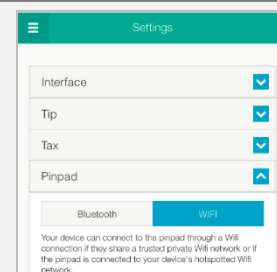 Settings
Interface
Tip
Tax
Pinpad
Bluetooth
WIFI
Your device can connect to the pinpad through a Wifi
connection if they share a trusted private Wifi network or if
the pinpad is connected to your device's hotspotted Wifi
network.